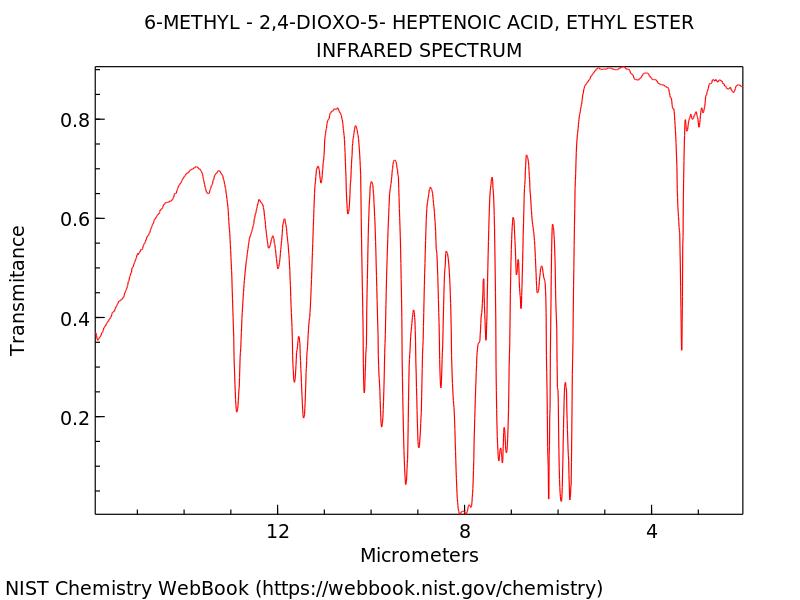 6-METHYL - 2,4-DIOXO-5- HEPTENOIC ACID, ETHYL ESTER
INFRARED SPECTRUM
0.8
0.6
0.4
0.2
Transmitance
12
8
4
Micrometers
NIST Chemistry WebBook (https://webbook.nist.gov/chemistry)